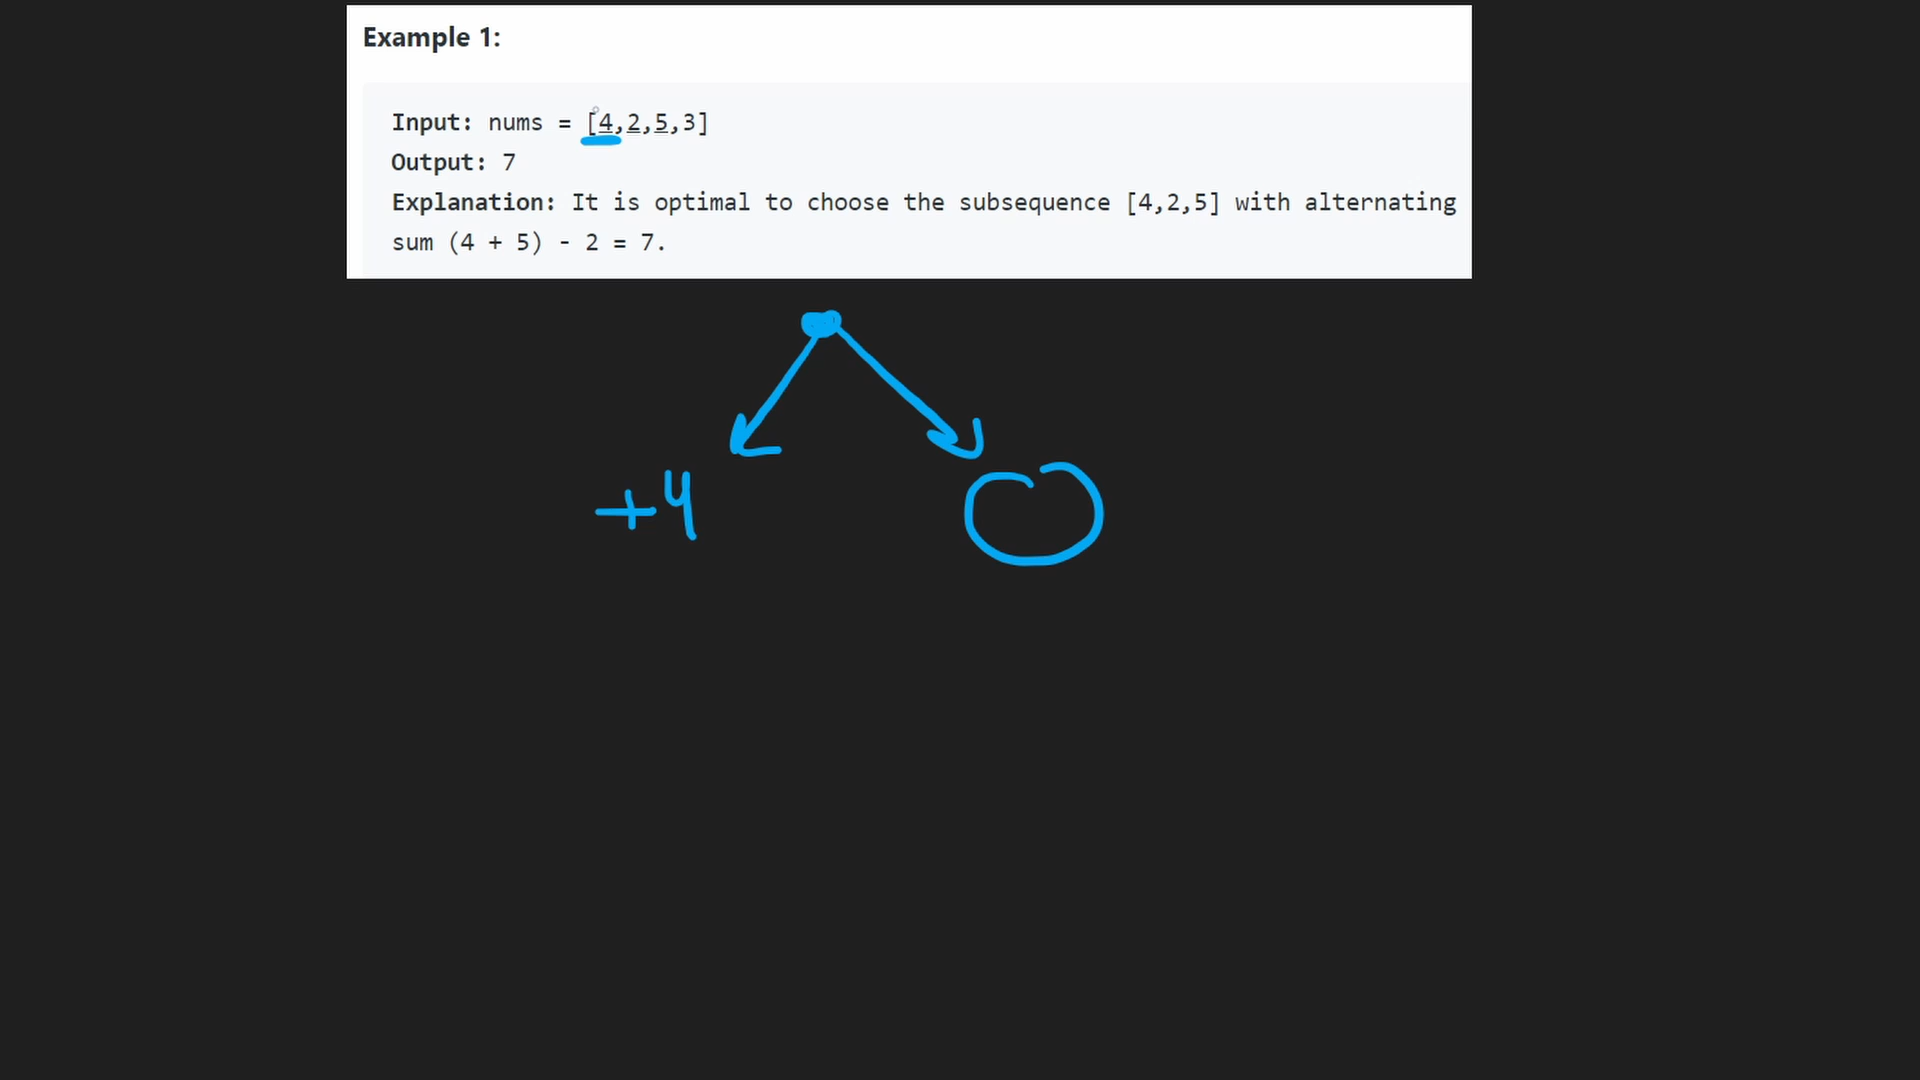 Example 1:
Input: nums = [4,2,5,3]
Output: 7
Explanation: It is optimal to choose the subsequence [4,2,5] with alternating
sum (4 + 5) - 2 = 7.
+4